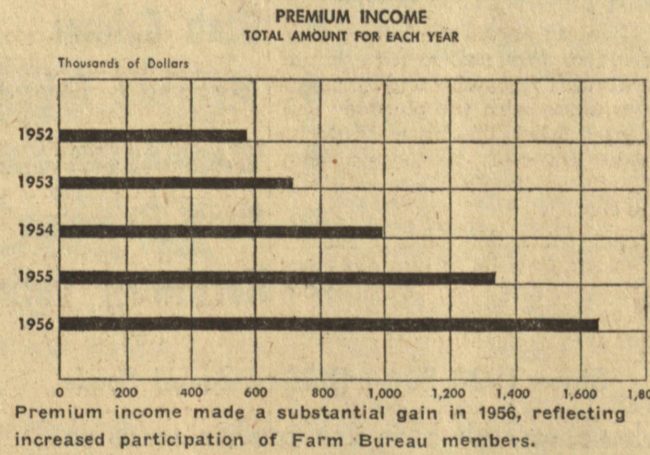 PREMIUM INCOME
TOTAL AMOUNT FOR EACH YEAR
Thousands of Dollars
1952
1953
1954
1955
1956
0 200 400 600 800 1,000 1,200 1,400 1,600 1,80
Premium income made a substantial gain in 1956, reflecting
increased participation of Farm Bureau members.